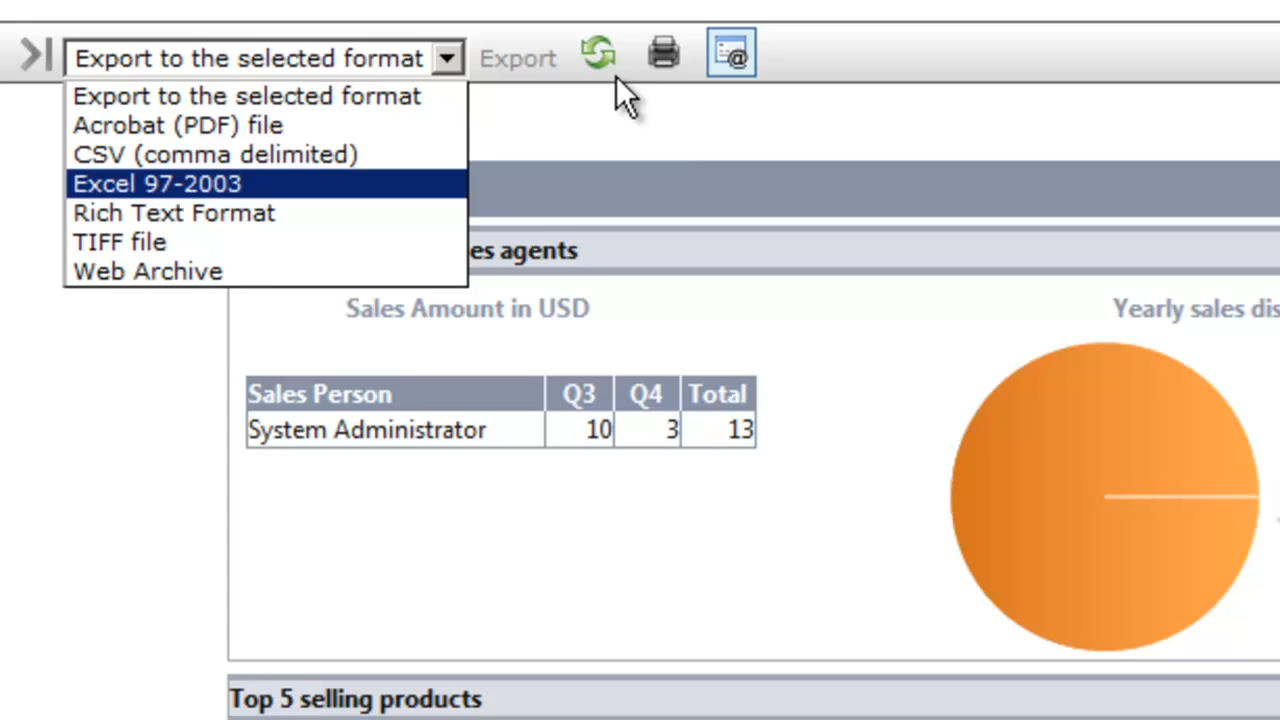 Export to the selected format Export
Export to the selected format
Acrobat (PDF) file
CSV (comma delimited)
Excel 97-2003
Rich Text Format
TIFF file
Web Archive
agents
Sales Amount in USD Yearly sales
Sales Person Q3 Q4 Total
System Administrator 10 3 13
Top 5 selling products